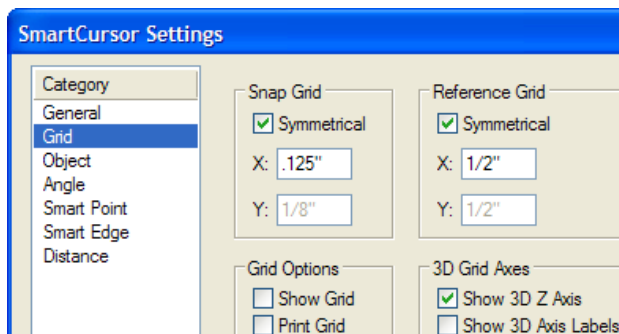 SmartCursor Settings
Category
General
Grid
Object
Angle
Smart Point
Smart Edge
Distance
Snap Grid
Symmetrical
X: .125"
Y: 1/8"
Reference Grid
Symmetrical
X: 1/2"
Y: 1/2"
Grid Options
Show Grid
Print Grid
3D Grid Axes
Show 3D Z Axis
Show 3D Axis Labels